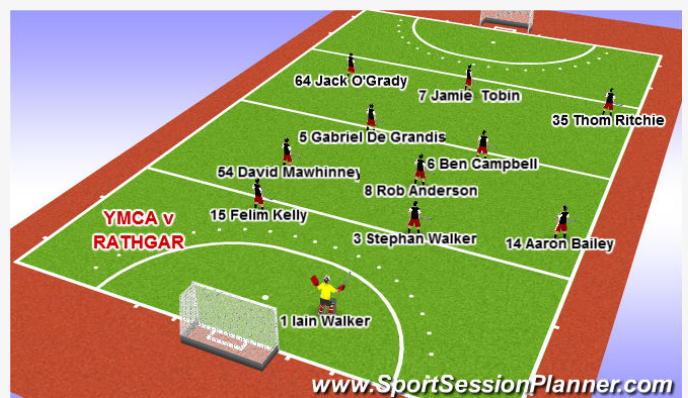 64 Jack O'Grady
7 Jamie Tobin
35 Thom Ritchie
5 Gabriel De Grandis
6 Ben Campbell
54 David Mawhinney
8 Rob Anderson
15 Felim Kelly
3 Stephan Walker
14 Aaron Bailey
YMCA v
RATHGAR
1 Iain Walker
www.SportSessionPlanner.com